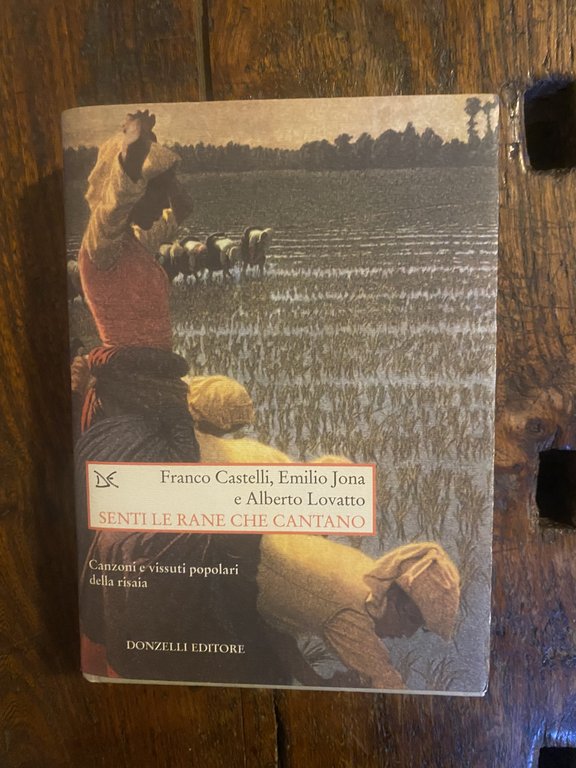 Franco Castelli, Emilio Jona
e Alberto Lovatto
SENTI LE RANE CHE CANTANO
Canzoni e vissuti popolari
della risaia
DONZELLI EDITORE